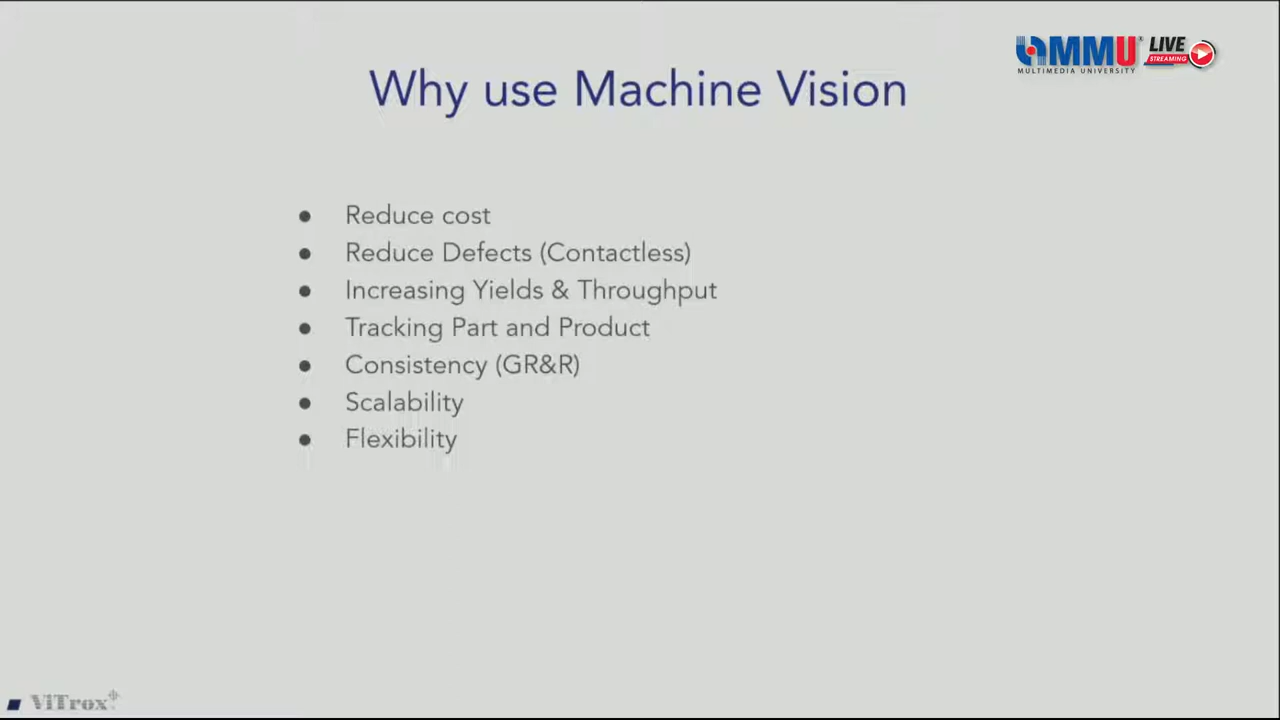 MMU
LIVE
STREAMING
MULTIMEDIA UNIVERSITY
Why use Machine Vision
● Reduce cost
● Reduce Defects (Contactless)
● Increasing Yields & Throughput
● Tracking Part and Product
● Consistency (GR&R)
● Scalability
● Flexibility
ViTrox